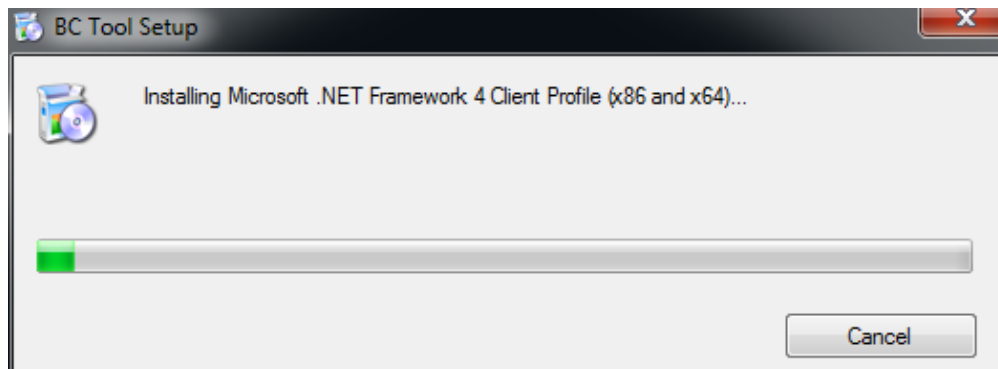 BC Tool Setup
Installing Microsoft .NET Framework 4 Client Profile (x86 and x64)...
Cancel